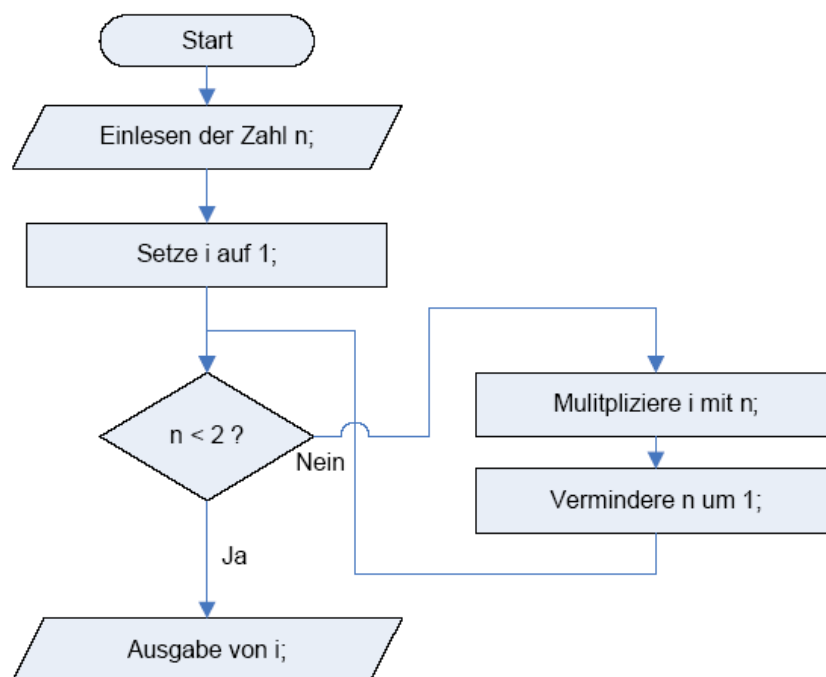 Start
Einlesen der Zahl n;
Setze i auf 1;
n < 2 ?
Nein
Mulitpliziere i mit n;
Vermindere n um 1;
Ja
Ausgabe von i;